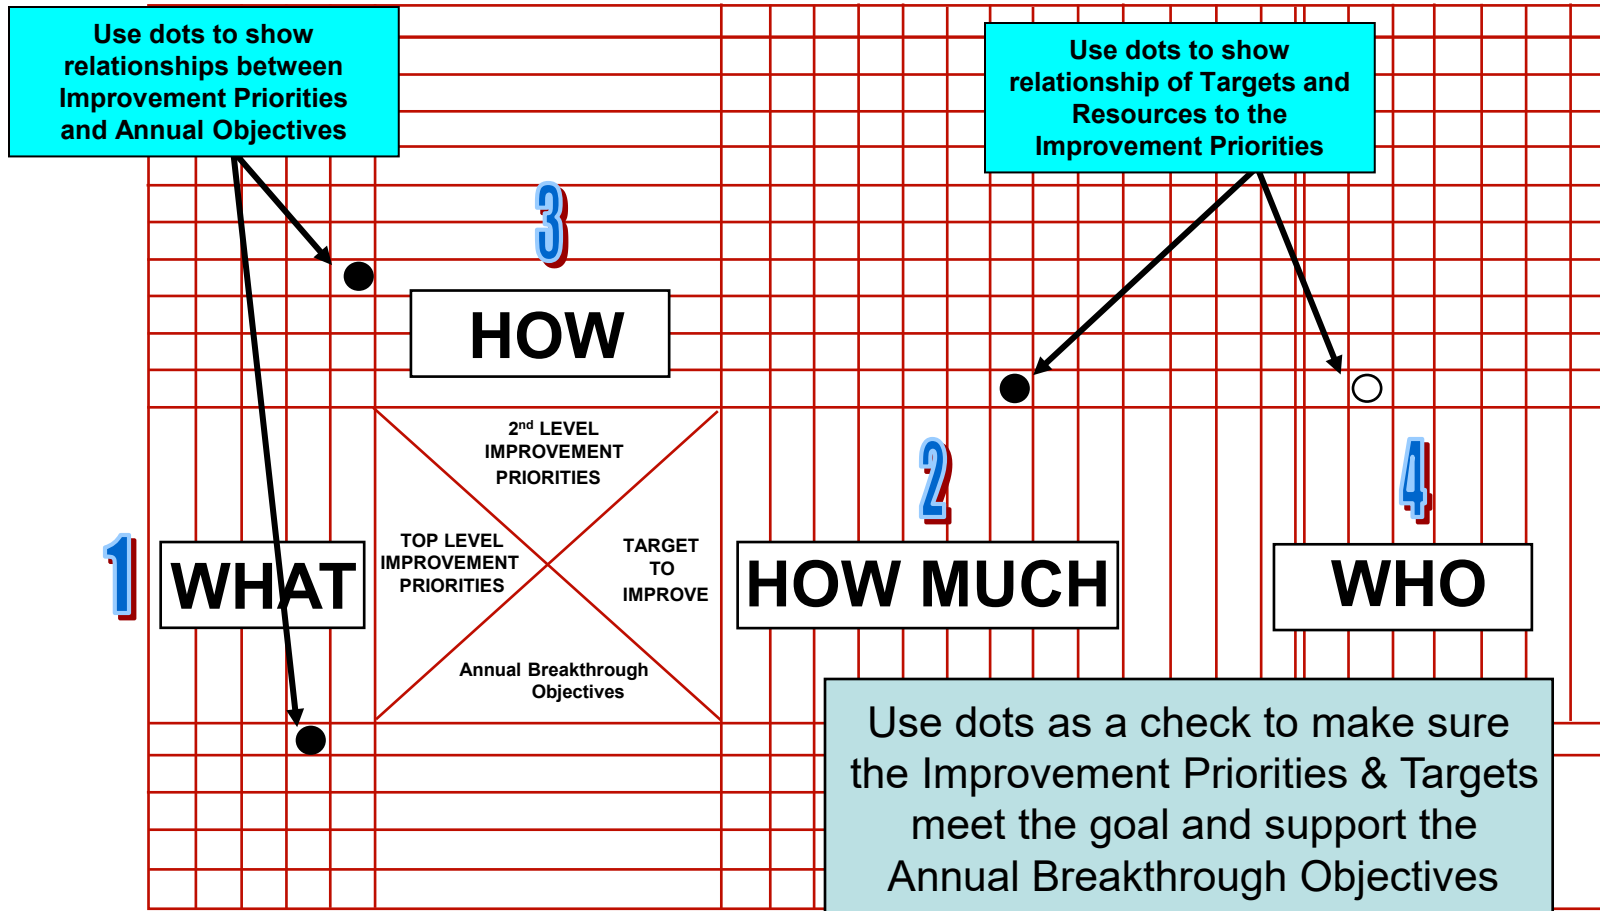 Use dots to show
relationships between
Improvement Priorities
and Annual Objectives
Use dots to show
relationship of Targets and
Resources to the
Improvement Priorities
3
HOW
2nd LEVEL
IMPROVEMENT
PRIORITIES
1
WHAT
TOP LEVEL
IMPROVEMENT
PRIORITIES
TARGET
TO
IMPROVE
Annual Breakthrough
Objectives
2
HOW MUCH
4
WHO
Use dots as a check to make sure
the Improvement Priorities & Targets
meet the goal and support the
Annual Breakthrough Objectives